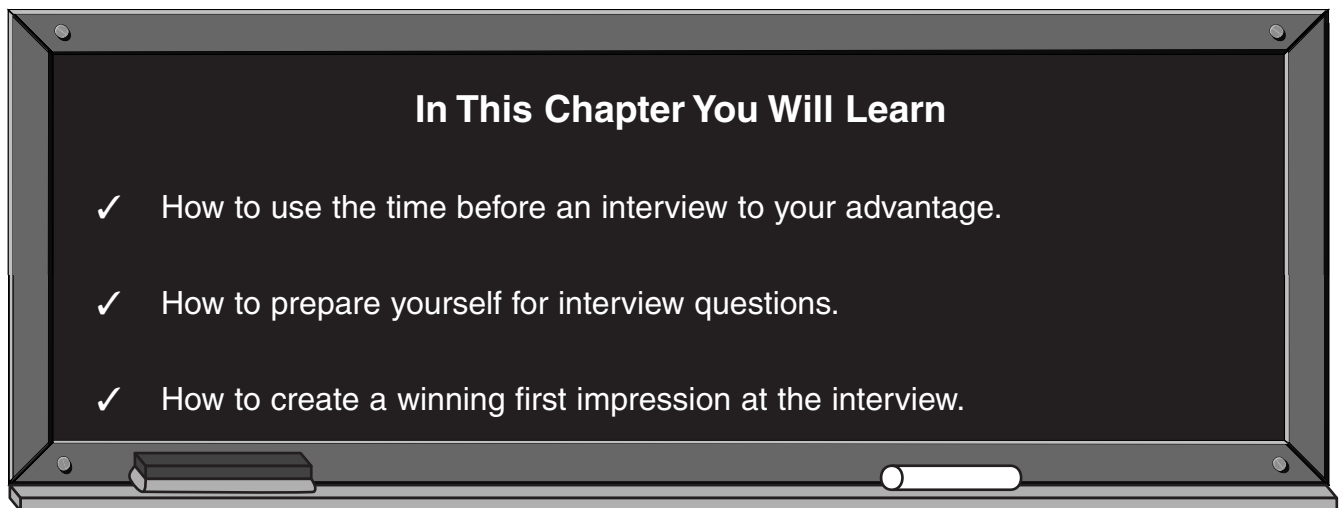 In This Chapter You Will Learn
✓ How to use the time before an interview to your advantage.
✓ How to prepare yourself for interview questions.
✓ How to create a winning first impression at the interview.